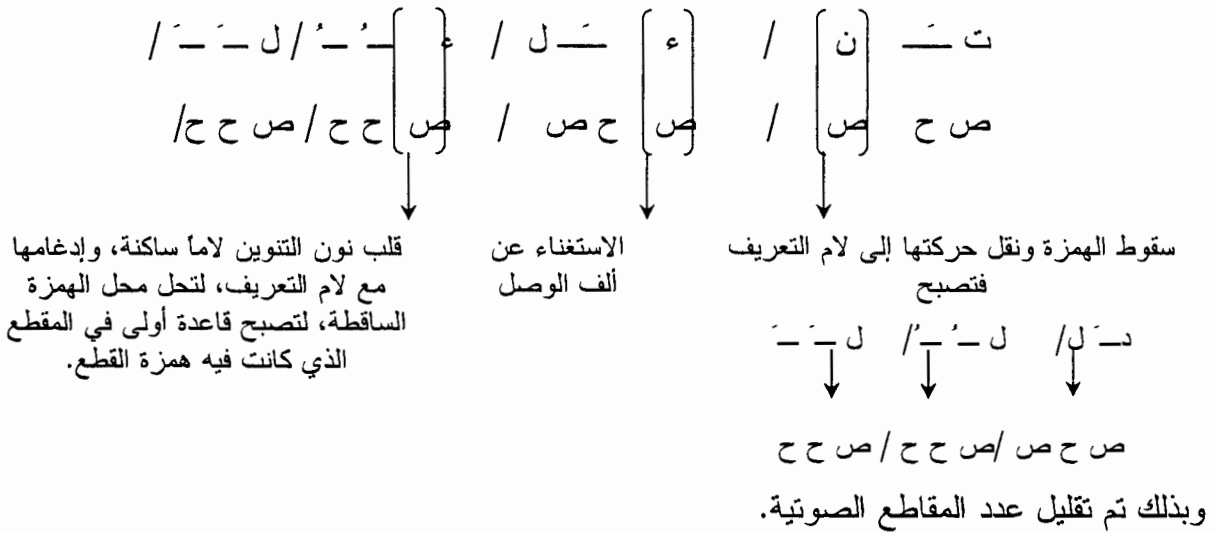 ت ـَـ [ن] / [ء] ـَـ ل / [ء] ـُـ ـُـ / ل ـَـ ـَـ /
ص ح [ص] / [ص] ح ص / [ص] ح ح / ص ح ح /
سقوط الهمزة ونقل حركتها إلى لام التعريف
فتصبح
الاستغناء عن
ألف الوصل
قلب نون التنوين لاماً ساكنة، وإدغامها
مع لام التعريف، لتحل محل الهمزة
الساقطة، لتصبح قاعدة أولى في المقطع
الذي كانت فيه همزة القطع.
دـَـ ل/ ل ـُـ ـُـ/ ل ـَـ ـَـ
ص ح ص /ص ح ح / ص ح ح
وبذلك تم تقليل عدد المقاطع الصوتية.